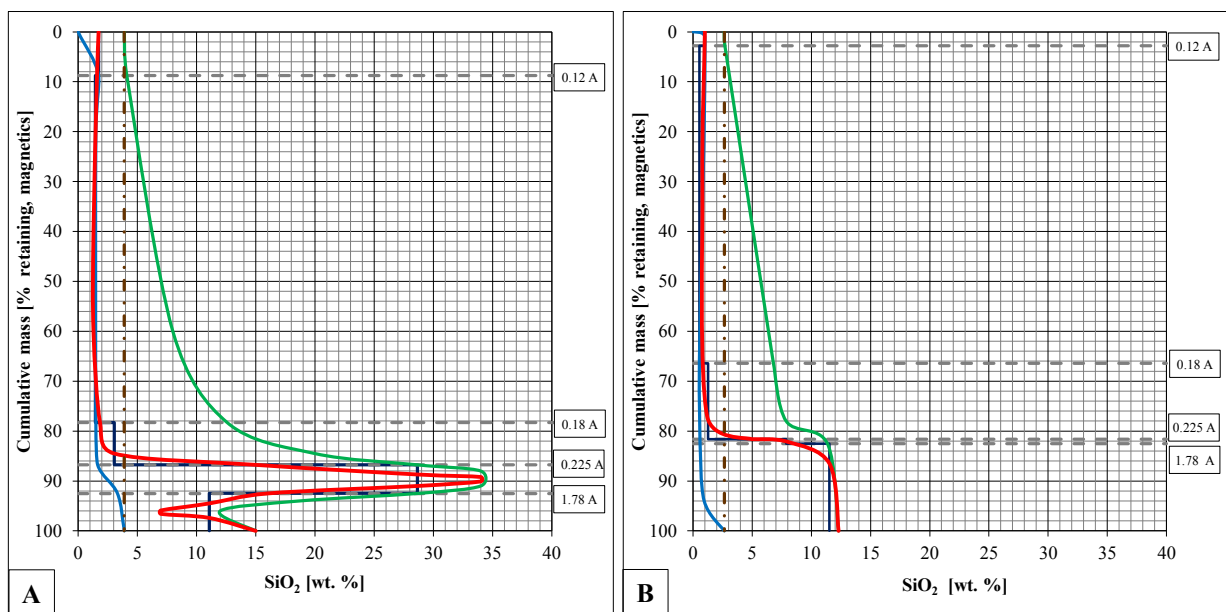 Cumulative mass [% retaining, magnetics]
0
10
20
30
40
50
60
70
80
90
100
0.12 A
0.18 A
0.225 A
1.78 A
0 5 10 15 20 25 30 35 40
SiO2 [wt. %]
A
Cumulative mass [% retaining, magnetics]
0
10
20
30
40
50
60
70
80
90
100
0.12 A
0.18 A
0.225 A
1.78 A
0 5 10 15 20 25 30 35 40
SiO2 [wt. %]
B